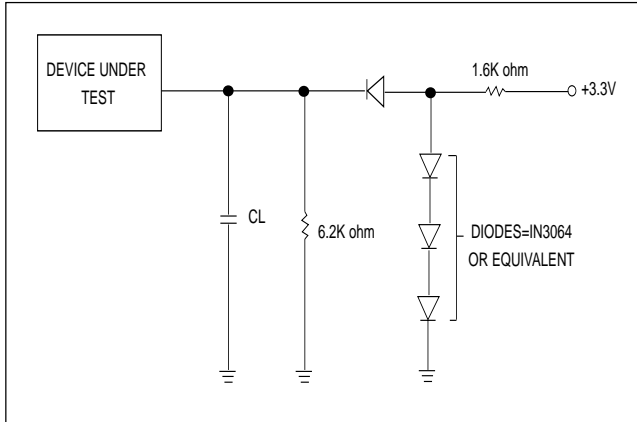 DEVICE UNDER
TEST
1.6K ohm
+3.3V
CL
6.2K ohm
DIODES=IN3064
OR EQUIVALENT